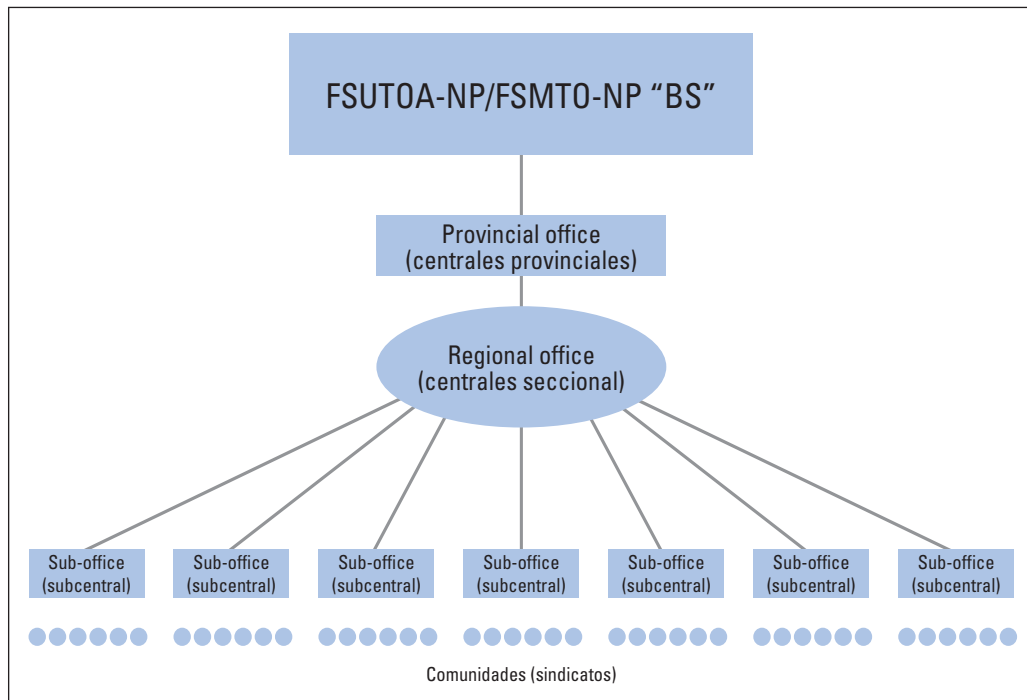 FSUTOA-NP/FSMTO-NP “BS”
Provincial office
(centrales provinciales)
Regional office
(centrales seccional)
Sub-office
(subcentral)
Sub-office
(subcentral)
Sub-office
(subcentral)
Sub-office
(subcentral)
Sub-office
(subcentral)
Sub-office
(subcentral)
Sub-office
(subcentral)
Comunidades (sindicatos)